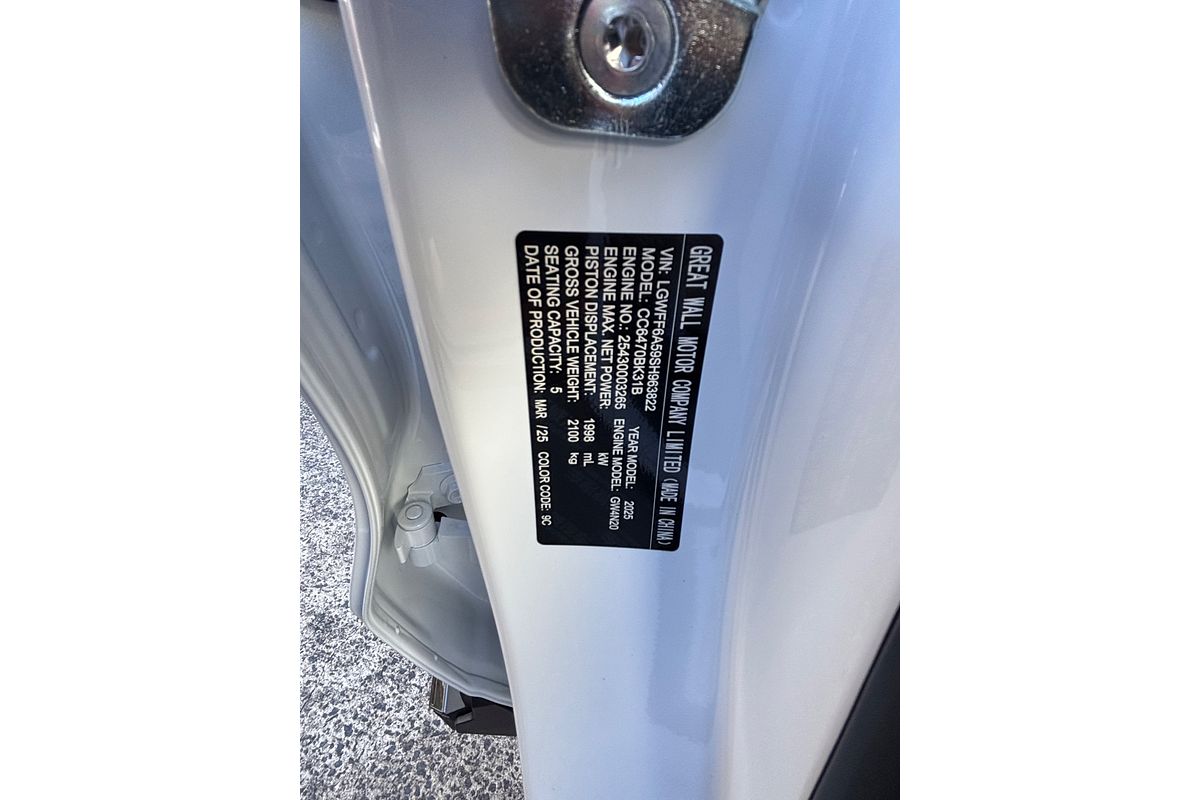 GREAT WALL MOTOR COMPANY LIMITED (MADE IN CHINA)
VIN: LGWFF6A59SH963822
MODEL: CC6470BK31B YEAR MODEL: 2025
ENGINE NO.: 25430003265 ENGINE MODEL: GW4N20
ENGINE MAX. NET POWER: kW
PISTON DISPLACEMENT: 1998 mL
GROSS VEHICLE WEIGHT: 2100 kg
SEATING CAPACITY: 5
DATE OF PRODUCTION: MAR /25 COLOR CODE: 9C